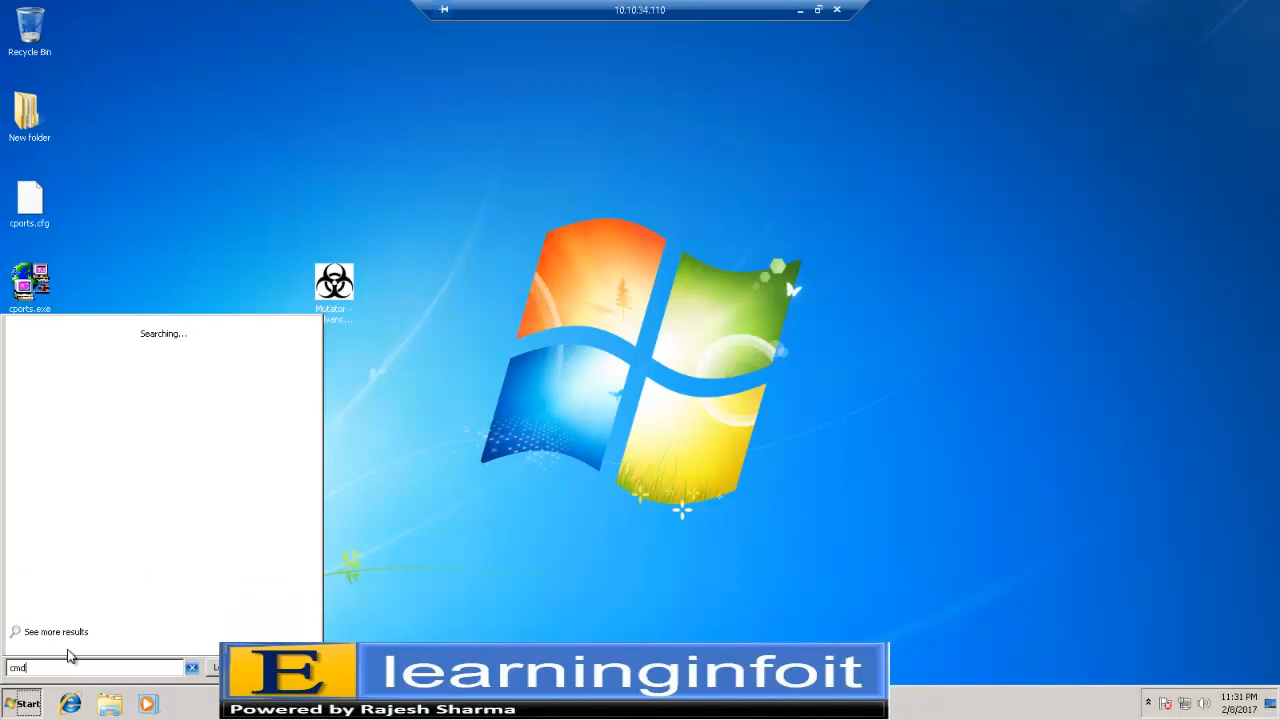 10.10.34.110
Recycle Bin
New folder
cports.cfg
cports.exe
Mutator -
Searching...
See more results
cmd
Start
E learninginfoit
Powered by Rajesh Sharma
11:31 PM
2/8/2017